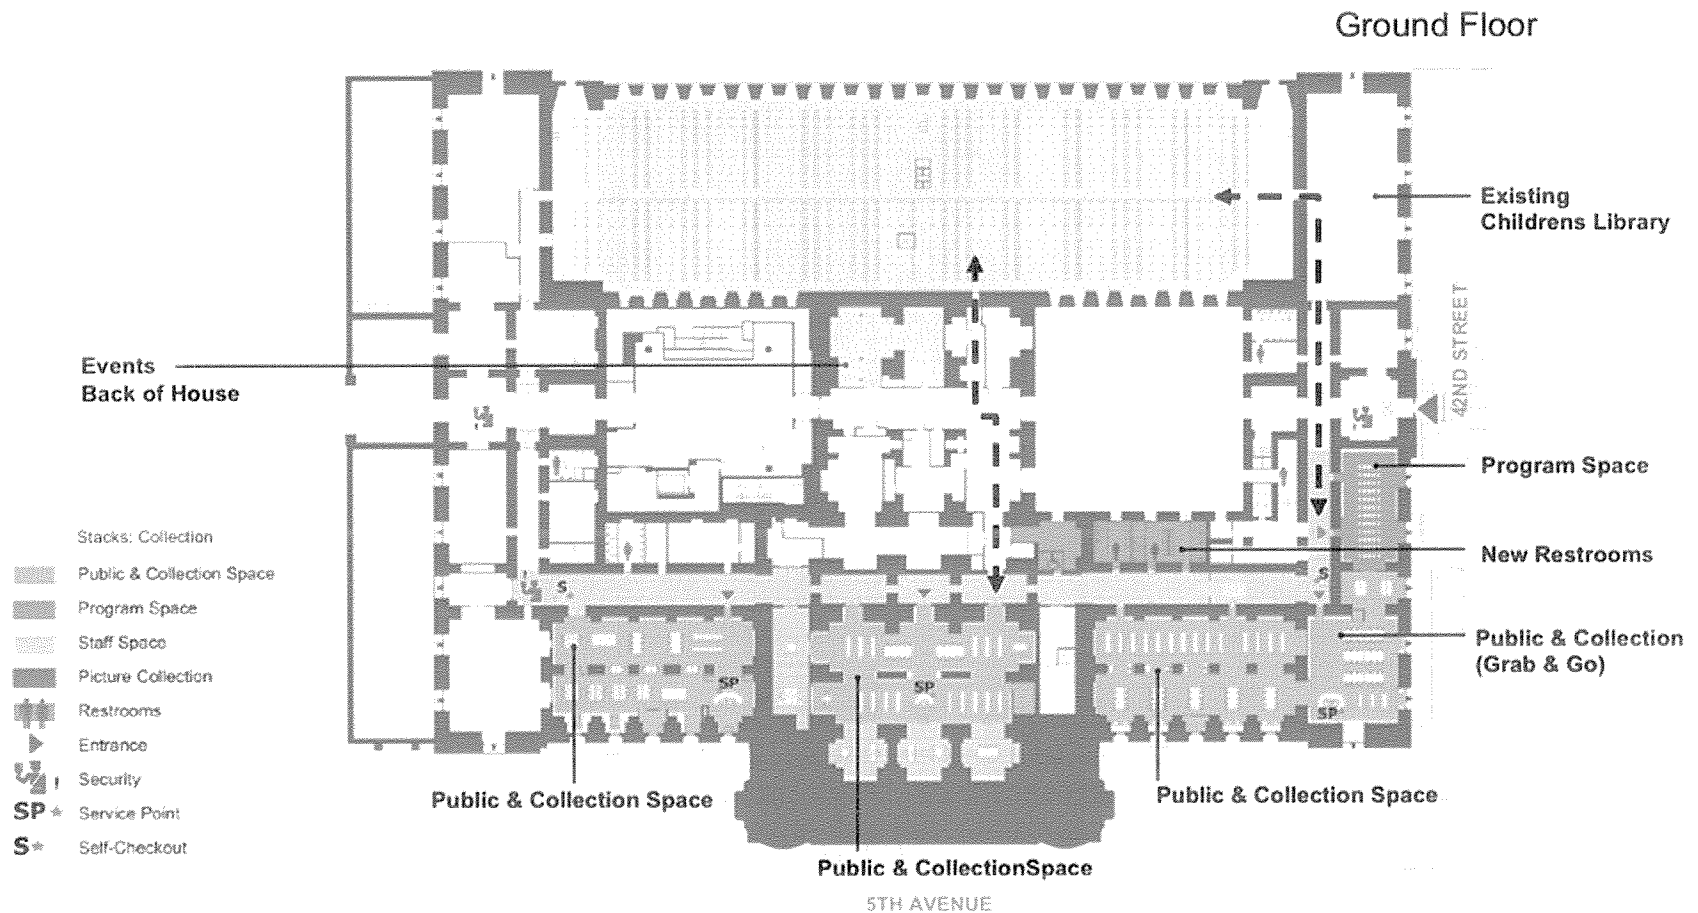 Ground Floor
Existing
Childrens Library
42ND STREET
Events
Back of House
Program Space
New Restrooms
Public & Collection
(Grab & Go)
Stacks: Collection
Public & Collection Space
Program Space
Staff Space
Picture Collection
Restrooms
Entrance
Security
SP Service Point
S Self-Checkout
S
S
SP
SP
SP
Public & Collection Space
Public & Collection Space
Public & CollectionSpace
5TH AVENUE